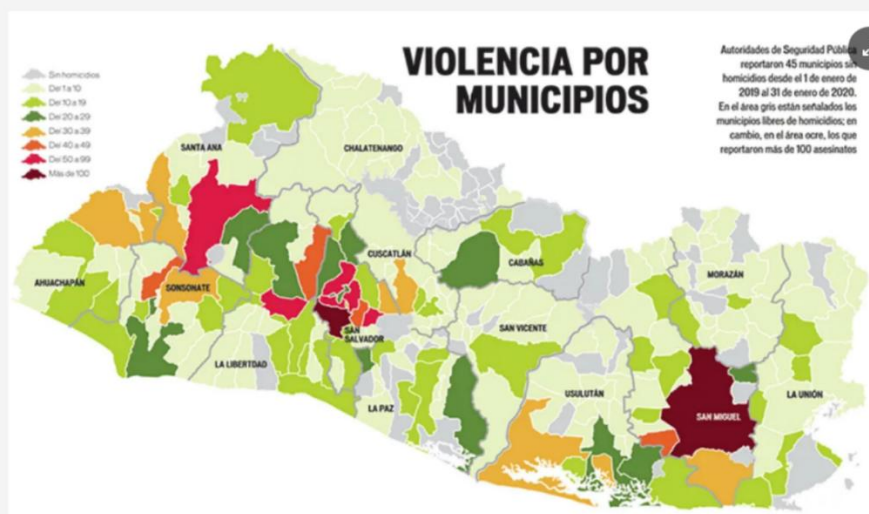 VIOLENCIA POR
MUNICIPIOS
Autoridades de Seguridad Pública
reportaron 45 municipios sin
homicidios desde el 1 de enero de
2019 al 31 de enero de 2020.
En el área gris están señalados los
municipios libres de homicidios; en
cambio, en el área ocre, los que
reportaron más de 100 asesinatos
Sin homicidios
De 1 a 10
Del 10 a 19
Del 20 a 29
Del 30 a 39
Del 40 a 49
Del 50 a 99
Más de 100
SANTA ANA
CHALATENANGO
CUSCATLÁN
CABAÑAS
MORAZÁN
AHUACHAPÁN
SONSONATE
SAN
SALVADOR
SAN VICENTE
LA LIBERTDAD
LA PAZ
USULUTÁN
SAN MIGUEL
LA UNIÓN